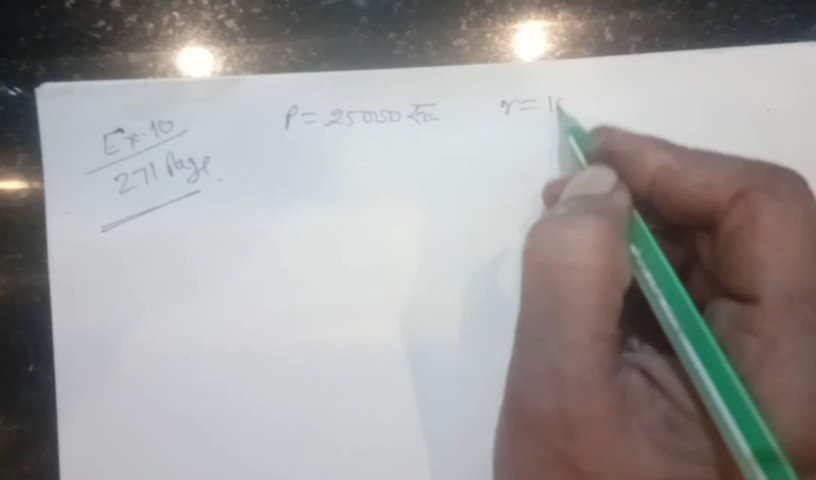 Ex-10
271 Page.
P = 25000 टाक r = 1